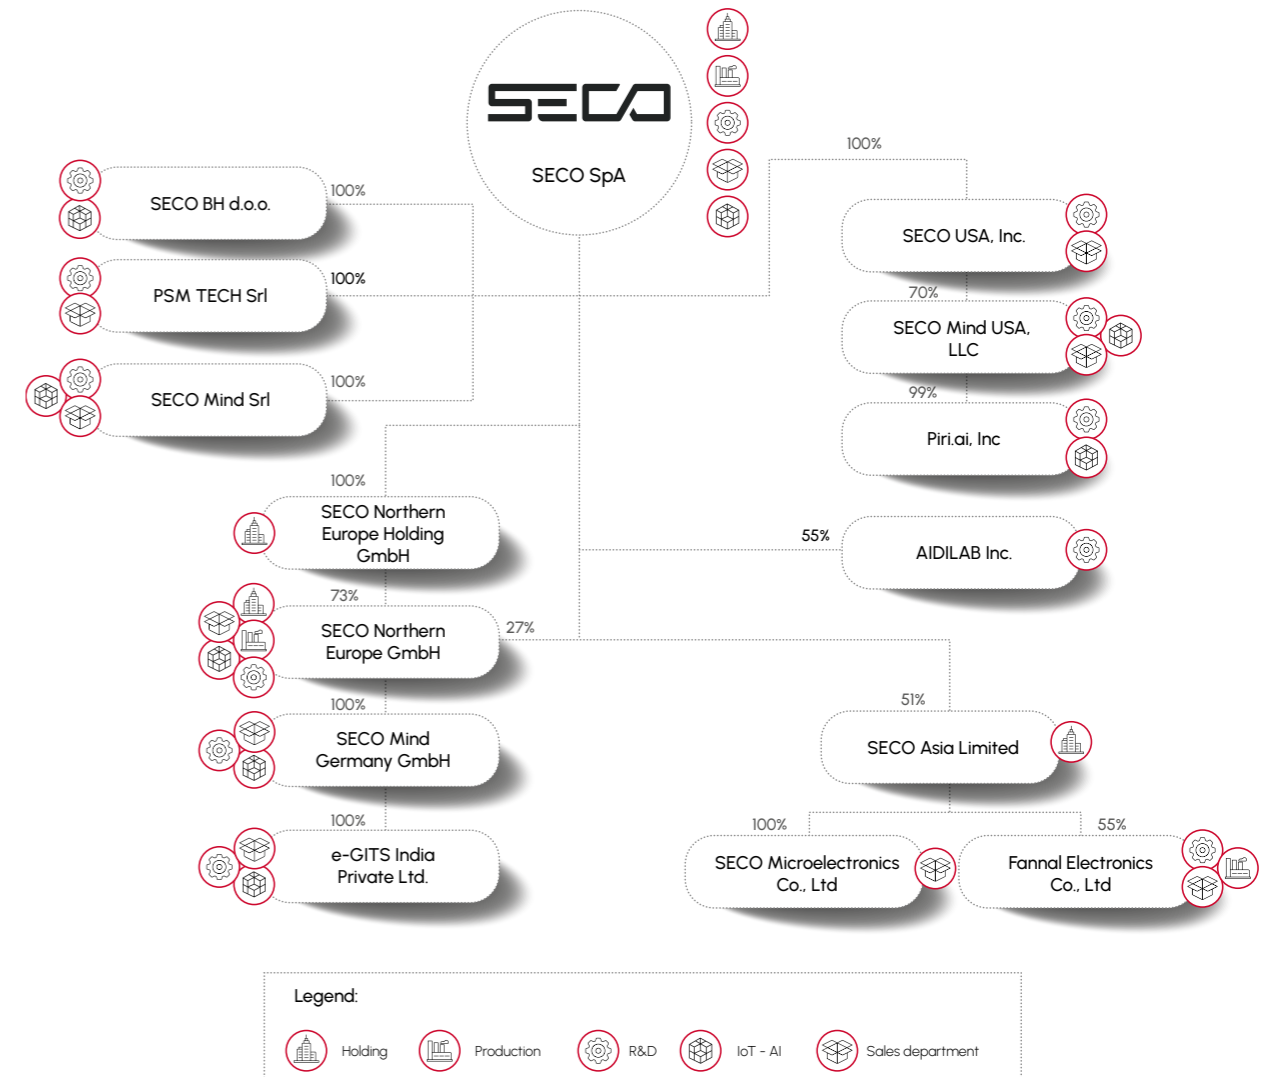 SECO
SECO SpA
100%
SECO BH d.o.o.
100%
PSM TECH Srl
100%
SECO Mind Srl
100%
100%
SECO USA, Inc.
70%
SECO Mind USA,
LLC
99%
Piri.ai, Inc
55%
AIDILAB Inc.
100%
SECO Northern
Europe Holding
GmbH
73%
SECO Northern
Europe GmbH
27%
100%
SECO Mind
Germany GmbH
100%
e-GITS India
Private Ltd.
51%
SECO Asia Limited
100%
SECO Microelectronics
Co., Ltd
55%
Fannal Electronics
Co., Ltd
Legend:
Holding
Production
R&D
IoT - AI
Sales department